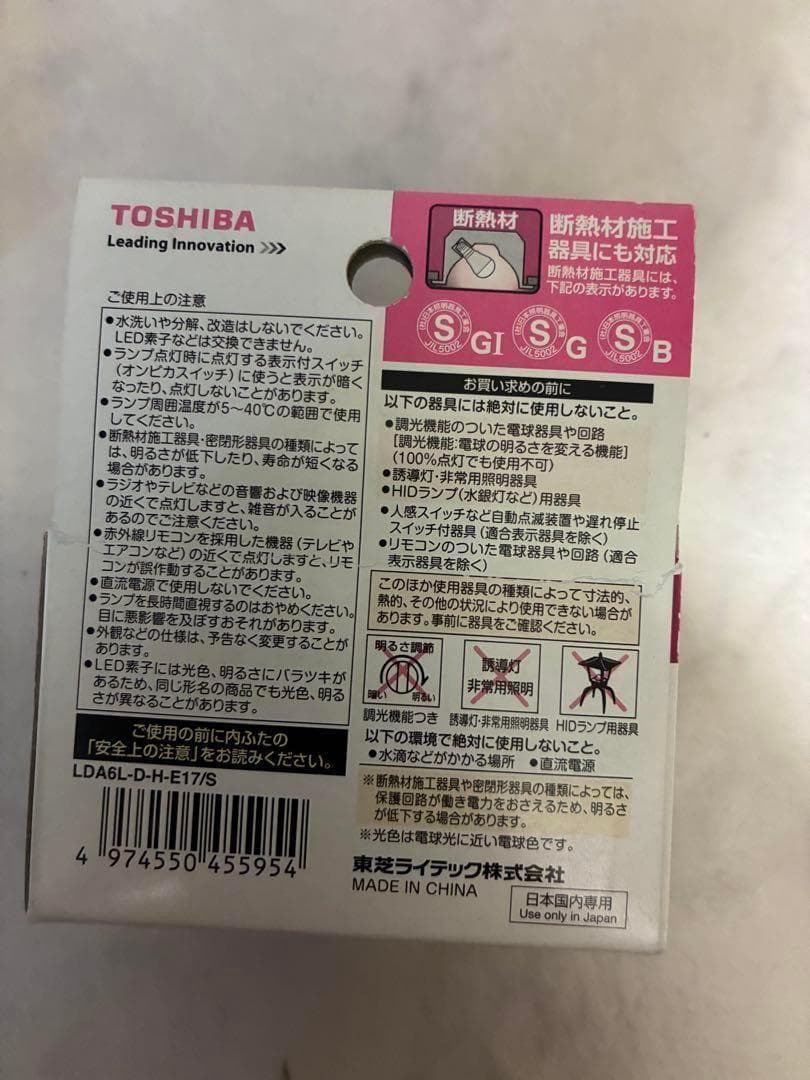 TOSHIBA
Leading Innovation >>>
断熱材
断熱材施工
器具にも対応
断熱材施工器具には、
下記の表示があります。
(社)日本照明器具工業会
S
JIL5002
GI
(社)日本照明器具工業会
S
JIL5002
G
(社)日本照明器具工業会
S
JIL5002
B
ご使用上の注意
●水洗いや分解、改造はしないでください。
LED素子などは交換できません。
●ランプ点灯時に点灯する表示付スイッチ
(オンピカスイッチ)に使うと表示が暗く
なったり、点灯しないことがあります。
●ランプ周囲温度が5～40℃の範囲で使用
してください。
●断熱材施工器具・密閉形器具の種類によって
は、明るさが低下したり、寿命が短くなる
場合があります。
●ラジオやテレビなどの音響および映像機器
の近くで点灯しますと、雑音が入ることが
あるのでご注意ください。
●赤外線リモコンを採用した機器(テレビや
エアコンなど)の近くで点灯しますと、リモ
コンが誤作動することがあります。
●直流電源で使用しないでください。
●ランプを長時間直視するのはおやめください。
目に悪影響を及ぼすおそれがあります。
●外観などの仕様は、予告なく変更することが
あります。
●LED素子には光色、明るさにバラツキが
あるため、同じ形名の商品でも光色、明る
さが異なることがあります。
ご使用の前に内ふたの
「安全上の注意」をお読みください。
LDA6L-D-H-E17/S
4 974550 455954
お買い求めの前に
以下の器具には絶対に使用しないこと。
●調光機能のついた電球器具や回路
[調光機能:電球の明るさを変える機能]
(100%点灯でも使用不可)
●誘導灯・非常用照明器具
●HIDランプ(水銀灯など)用器具
●人感スイッチなど自動点滅装置や遅れ停止
スイッチ付器具(適合表示器具を除く)
●リモコンのついた電球器具や回路(適合
表示器具を除く)
このほか使用器具の種類によって寸法的、
熱的、その他の状況により使用できない場合が
あります。事前に器具をご確認ください。
明るさ調節
暗い 明るい
調光機能つき
誘導灯
非常用照明
誘導灯・非常用照明器具
HIDランプ用器具
以下の環境で絶対に使用しないこと。
●水滴などがかかる場所 ●直流電源
※断熱材施工器具や密閉形器具の種類によっては、
保護回路が働き電力をおさえるため、明るさ
が低下する場合があります。
※光色は電球光に近い電球色です。
東芝ライテック株式会社
MADE IN CHINA
日本国内専用
Use only in Japan